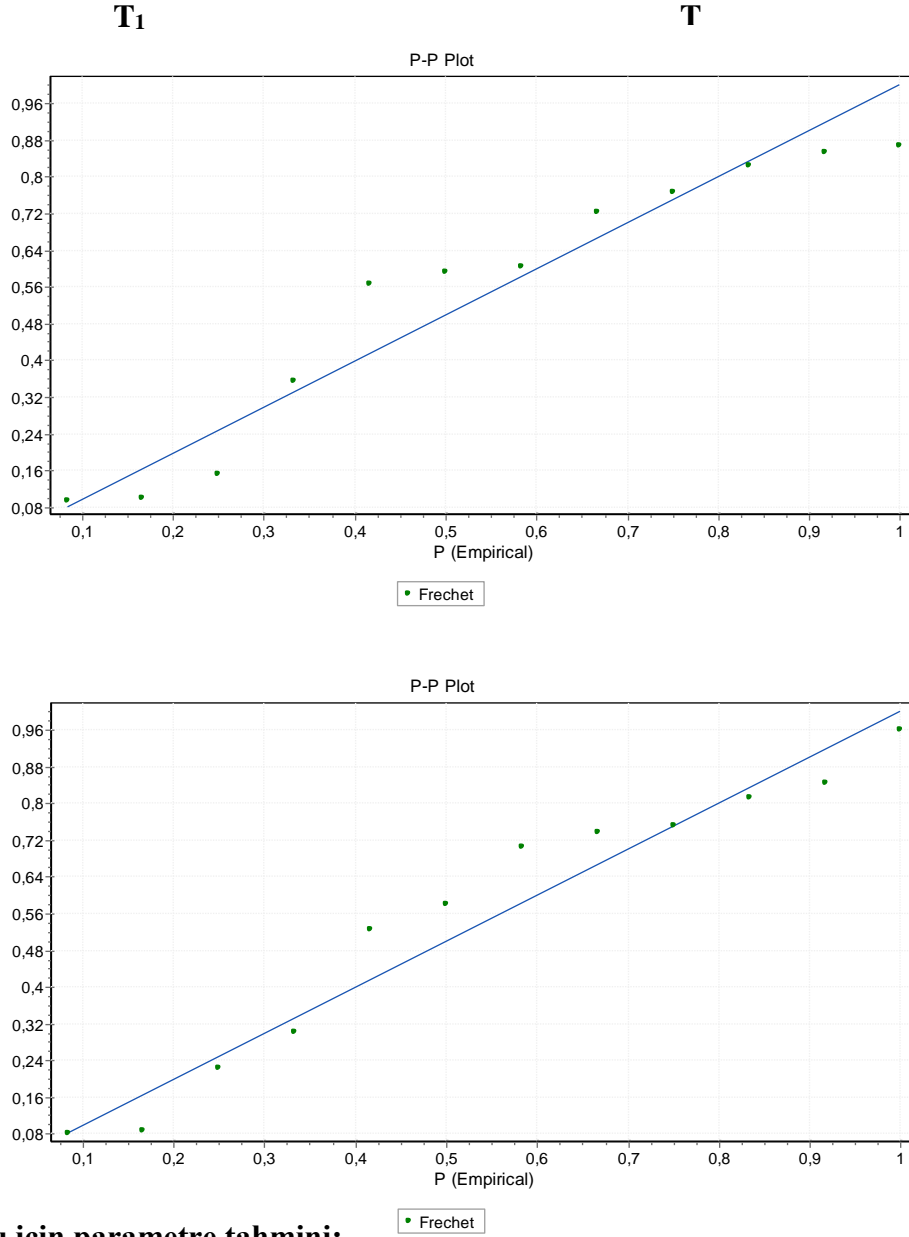 T₁ T
P-P Plot
0,96
0,88
0,8
0,72
0,64
0,56
0,48
0,4
0,32
0,24
0,16
0,08
0,1 0,2 0,3 0,4 0,5 0,6 0,7 0,8 0,9 1
P (Empirical)
Frechet
P-P Plot
0,96
0,88
0,8
0,72
0,64
0,56
0,48
0,4
0,32
0,24
0,16
0,08
0,1 0,2 0,3 0,4 0,5 0,6 0,7 0,8 0,9 1
P (Empirical)
Frechet
için parametre tahmini: